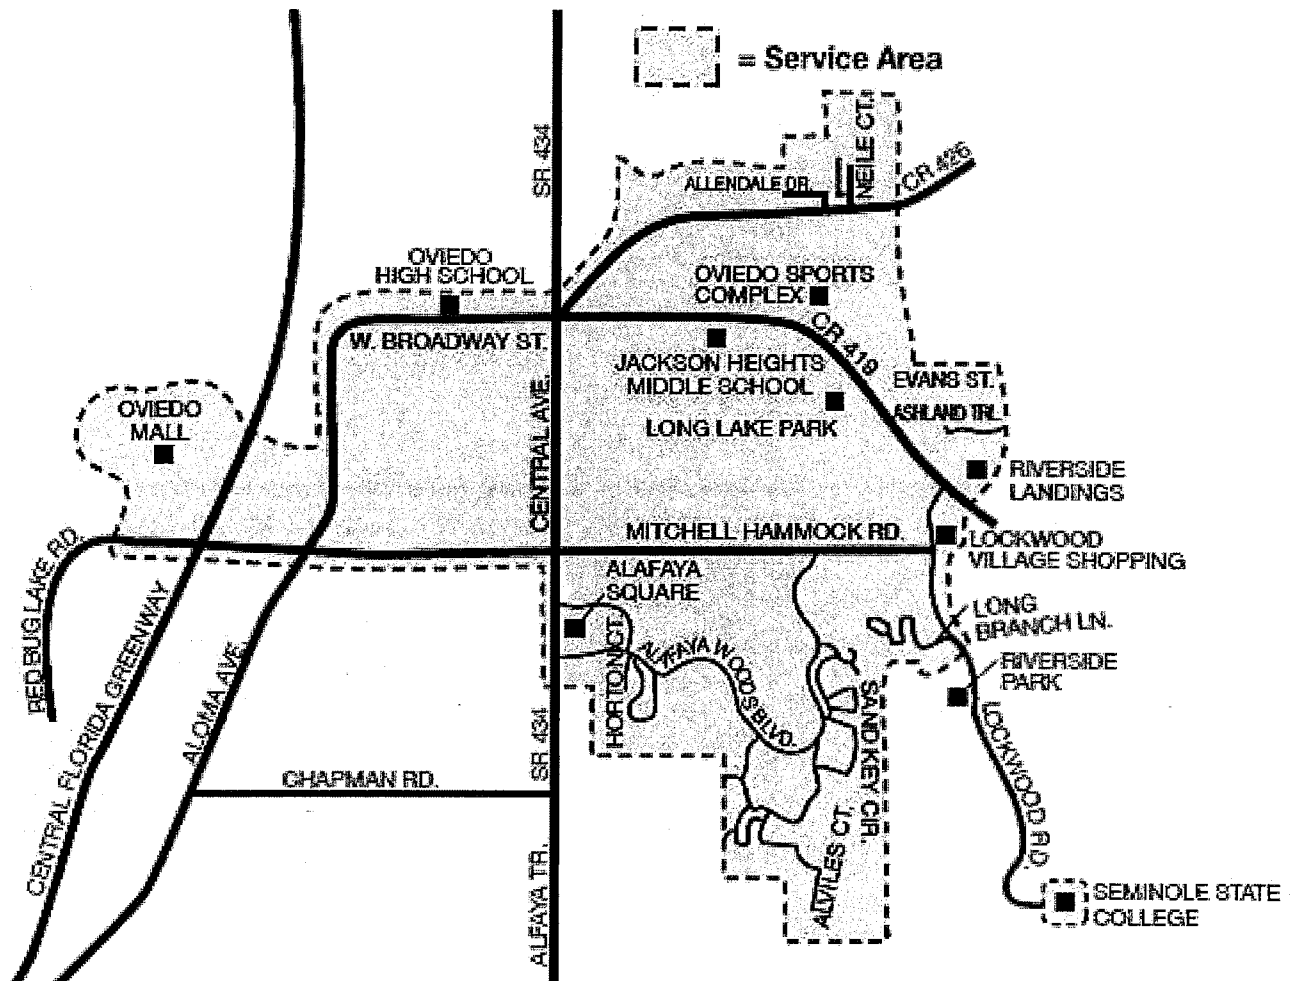 = Service Area
SR 434
NEILE CT.
CR 426
ALLENDALE DR.
OVIEDO
HIGH SCHOOL
OVIEDO SPORTS
COMPLEX
CR 419
W. BROADWAY ST.
JACKSON HEIGHTS
MIDDLE SCHOOL
EVANS ST.
ASHLAND TRL.
OVIEDO
MALL
CENTRAL AVE.
LONG LAKE PARK
RIVERSIDE
LANDINGS
MITCHELL HAMMOCK RD.
LOCKWOOD
VILLAGE SHOPPING
RED BUG LAKE RD.
ALAFAYA
SQUARE
CENTRAL FLORIDA GREENWAY
ALOMA AVE.
HORTON CT.
ALAFAYA WOODS BLVD.
LONG
BRANCH LN.
RIVERSIDE
PARK
SAND KEY CIR.
SR 434
LOCKWOOD RD.
CHAPMAN RD.
ALMILES CT.
ALFAYA TR.
SEMINOLE STATE
COLLEGE